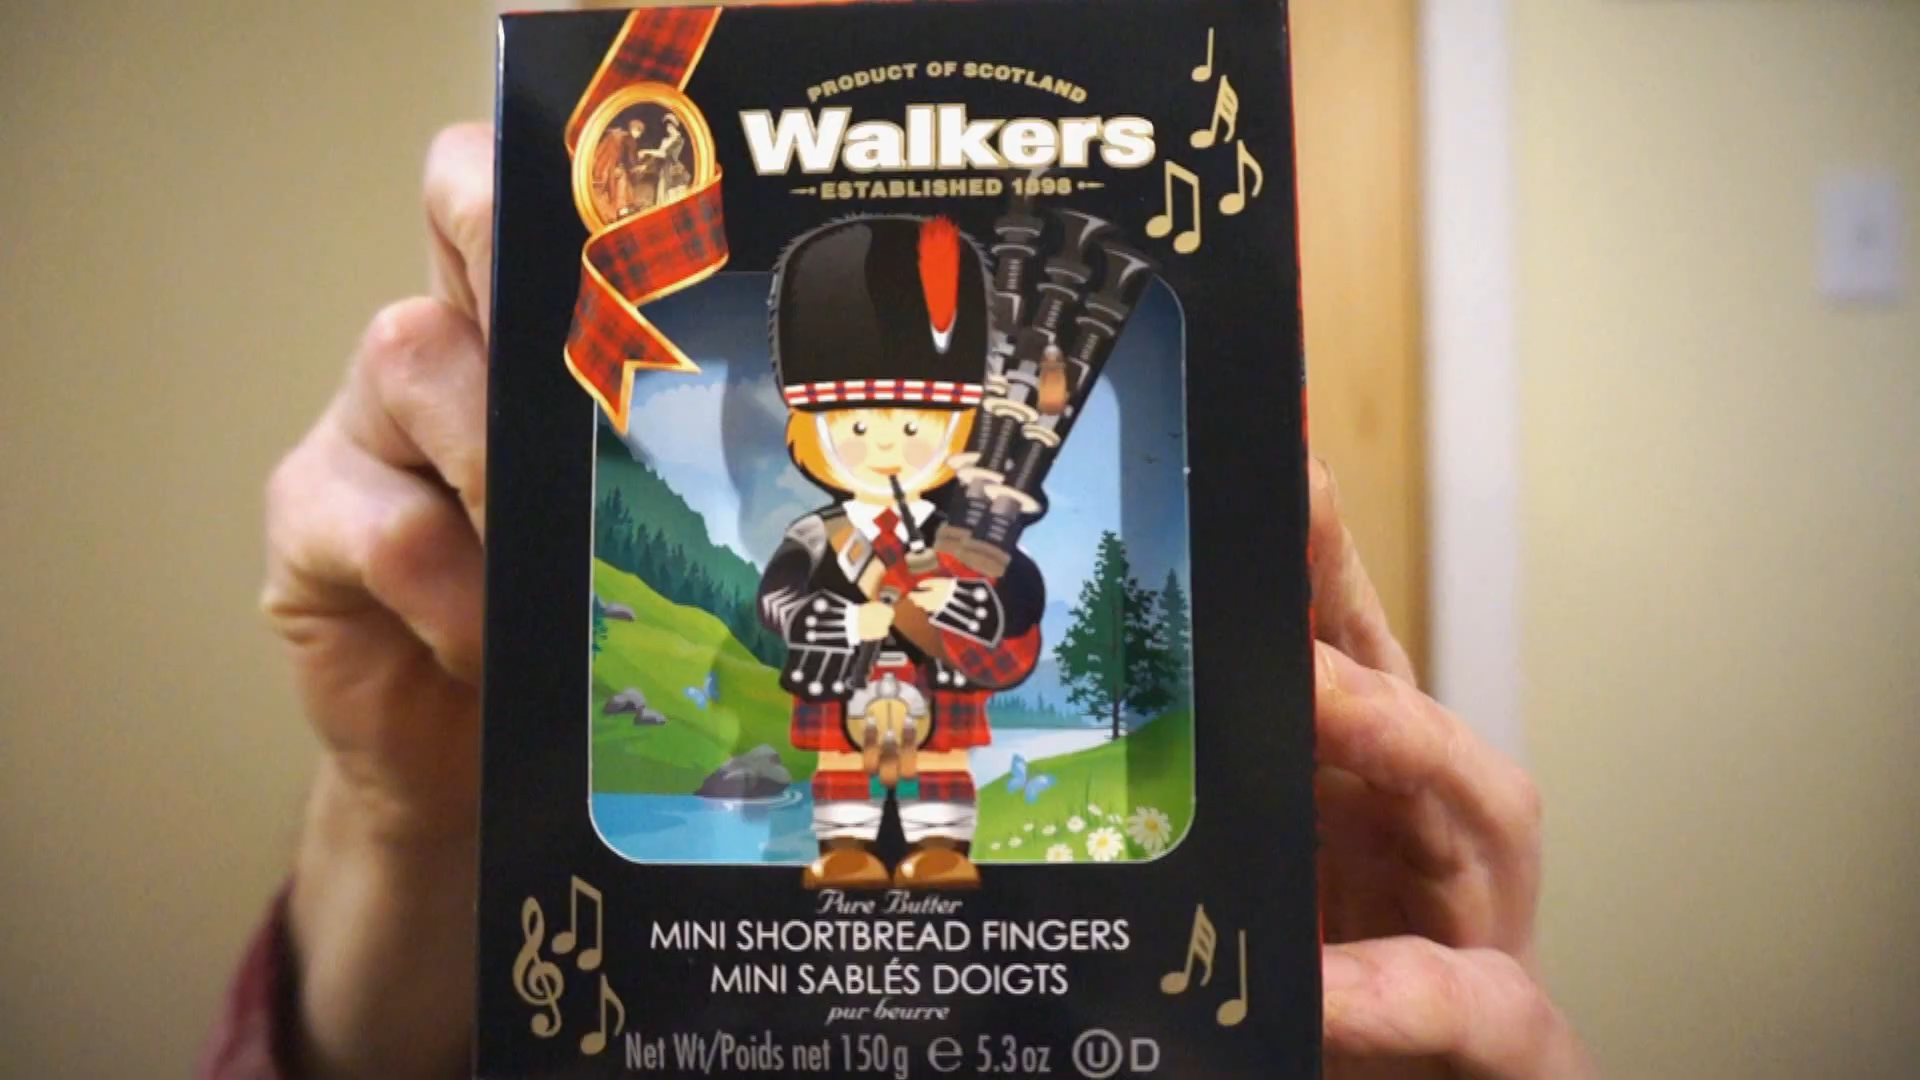 PRODUCT OF SCOTLAND
Walkers
ESTABLISHED 1898
Pure Butter
MINI SHORTBREAD FINGERS
MINI SABLÉS DOIGTS
pur beurre
Net Wt/Poids net 150g e 5.3oz Ⓤ D